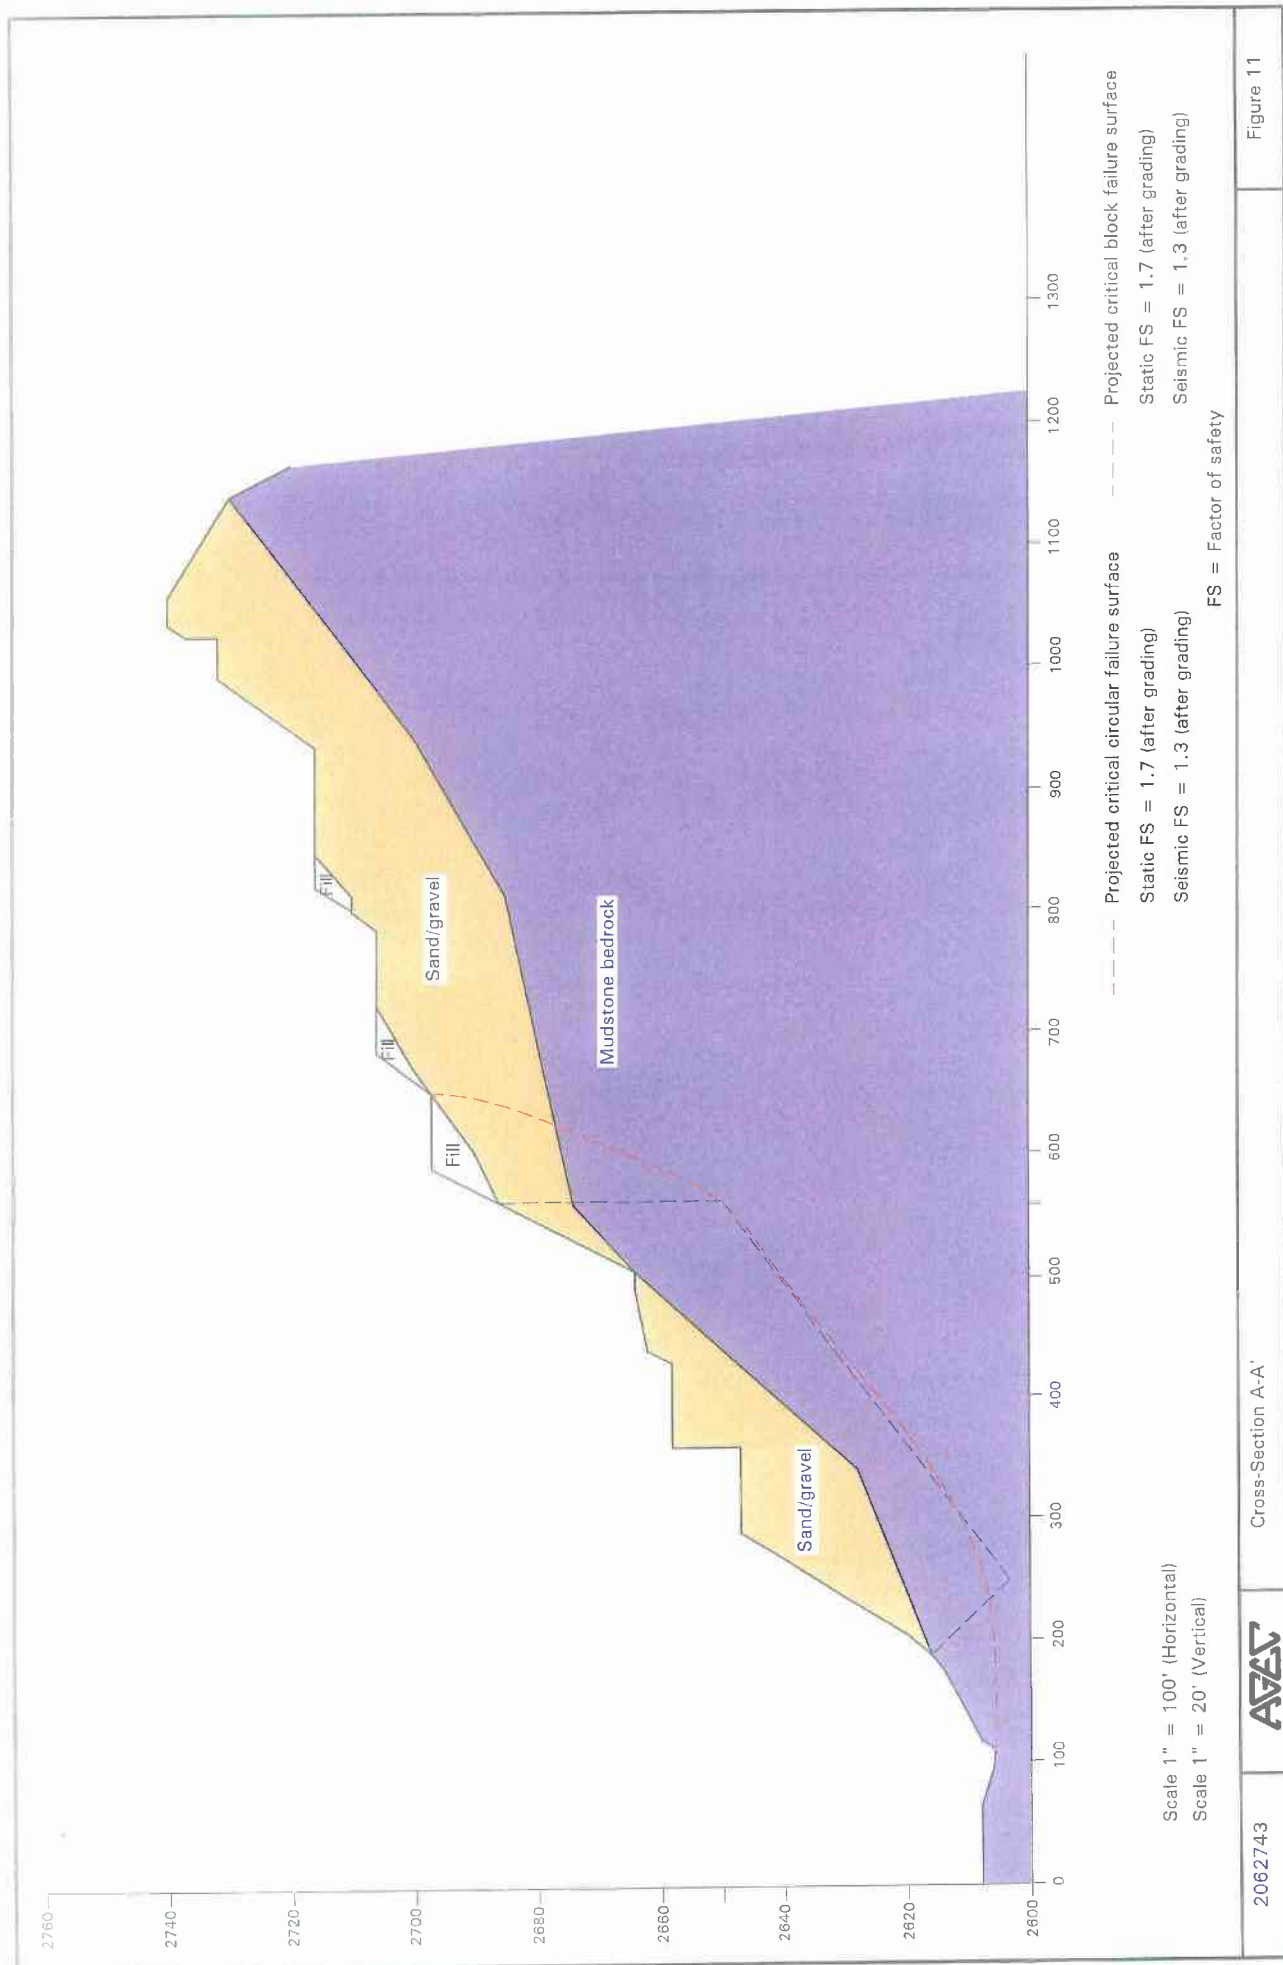 2760
2740
2720
2700
2680
2660
2640
2620
2600
0
100
200
300
400
500
600
700
800
900
1000
1100
1200
1300
Fill
Fill
Fill
Sand/gravel
Sand/gravel
Mudstone bedrock
Scale 1" = 100' (Horizontal)
Scale 1" = 20' (Vertical)
Projected critical circular failure surface
Static FS = 1.7 (after grading)
Seismic FS = 1.3 (after grading)
Projected critical block failure surface
Static FS = 1.7 (after grading)
Seismic FS = 1.3 (after grading)
FS = Factor of safety
2062743
AGEC
Cross-Section A-A'
Figure 11